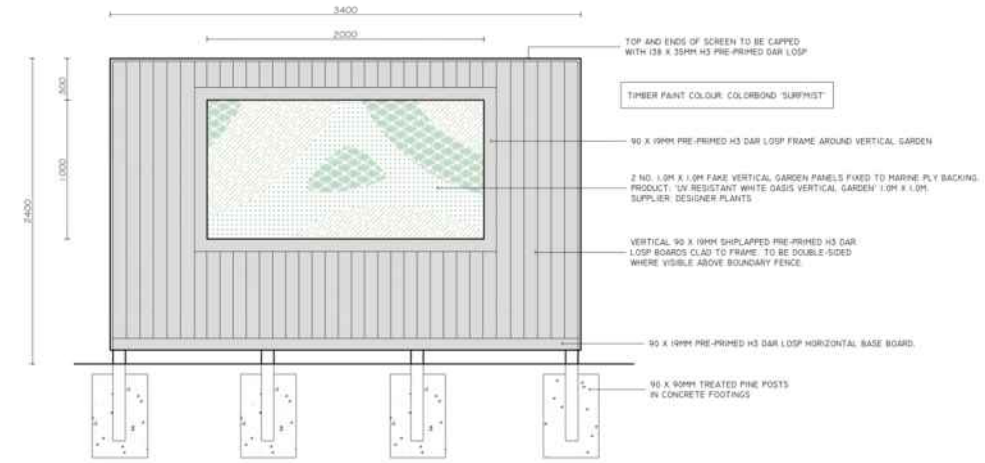 3400
2000
TOP AND ENDS OF SCREEN TO BE CAPPED
WITH 138 X 35MM H3 PRE-PRIMED DAR LOSP
300
TIMBER PAINT COLOUR: COLORBOND 'SURFMIST'
90 X 19MM PRE-PRIMED H3 DAR LOSP FRAME AROUND VERTICAL GARDEN
1000
2400
2 NO. 1.0M X 1.0M FAKE VERTICAL GARDEN PANELS FIXED TO MARINE PLY BACKING.
PRODUCT: 'UV RESISTANT WHITE OASIS VERTICAL GARDEN' 1.0M X 1.0M.
SUPPLIER: DESIGNER PLANTS
VERTICAL 90 X 19MM SHIPLAPPED PRE-PRIMED H3 DAR
LOSP BOARDS CLAD TO FRAME. TO BE DOUBLE-SIDED
WHERE VISIBLE ABOVE BOUNDARY FENCE.
90 X 19MM PRE-PRIMED H3 DAR LOSP HORIZONTAL BASE BOARD.
90 X 90MM TREATED PINE POSTS
IN CONCRETE FOOTINGS